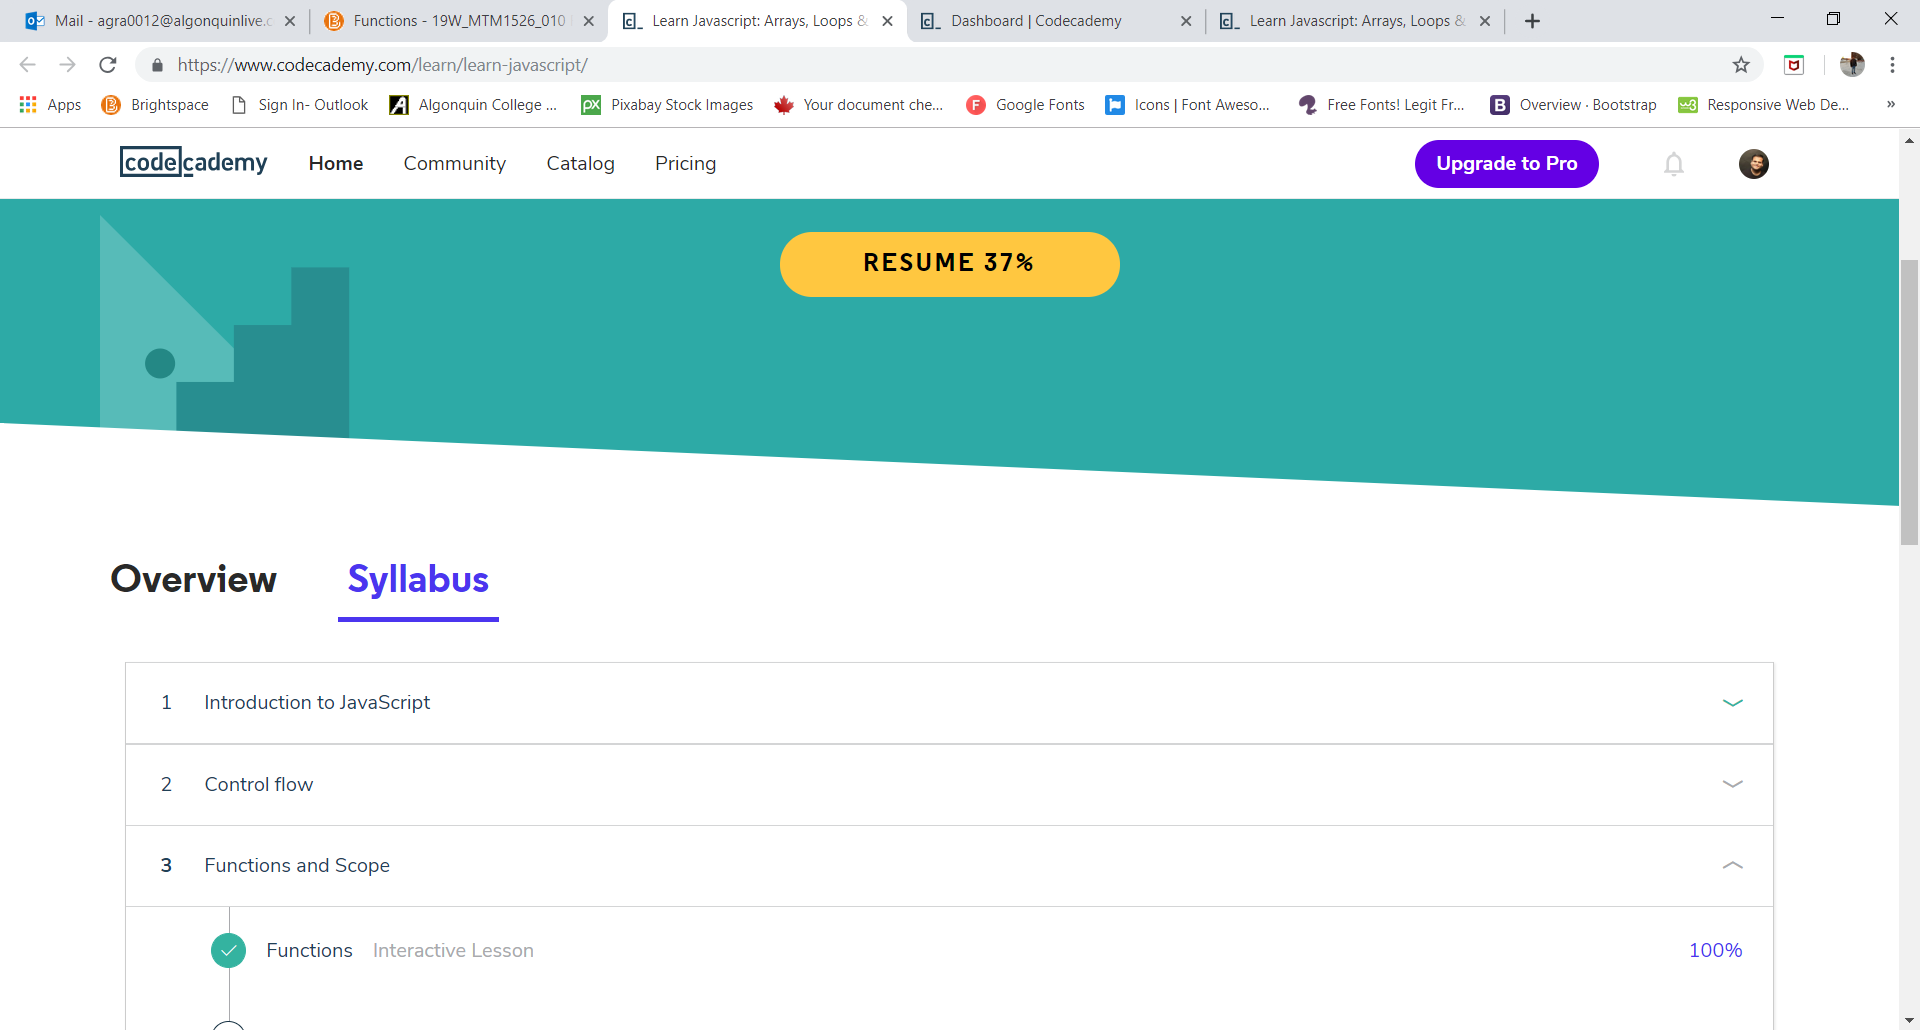 Mail - agra0012@algonquinlive.c
Functions - 19W_MTM1526_010
Learn Javascript: Arrays, Loops &
Dashboard | Codecademy
Learn Javascript: Arrays, Loops &
https://www.codecademy.com/learn/learn-javascript/
Apps
Brightspace
Sign In- Outlook
Algonquin College ...
Pixabay Stock Images
Your document che...
Google Fonts
Icons | Font Aweso...
Free Fonts! Legit Fr...
Overview · Bootstrap
Responsive Web De...
»
codecademy
Home
Community
Catalog
Pricing
Upgrade to Pro
RESUME 37%
Overview
Syllabus
1 Introduction to JavaScript
2 Control flow
3 Functions and Scope
Functions Interactive Lesson 100%